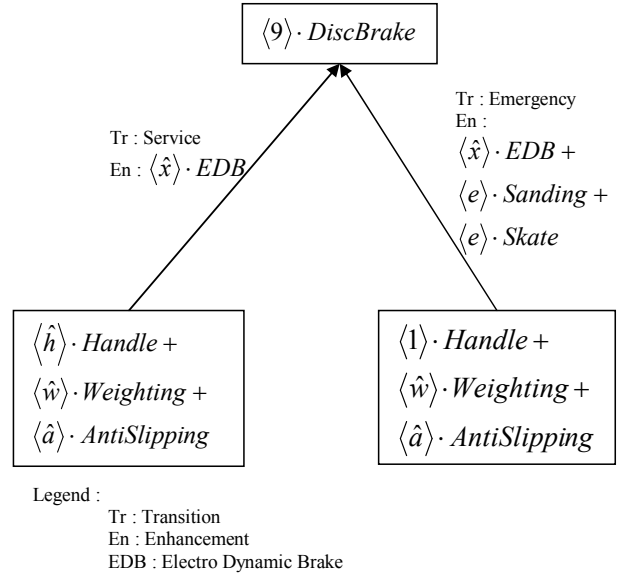 ⟨9⟩· DiscBrake
Tr : Service
En : ⟨x̂⟩· EDB
Tr : Emergency
En :
⟨x̂⟩· EDB +
⟨e⟩· Sanding +
⟨e⟩· Skate
⟨ĥ⟩· Handle +
⟨ŵ⟩· Weighting +
⟨â⟩· AntiSlipping
⟨1⟩· Handle +
⟨ŵ⟩· Weighting +
⟨â⟩· AntiSlipping
Legend :
Tr : Transition
En : Enhancement
EDB : Electro Dynamic Brake